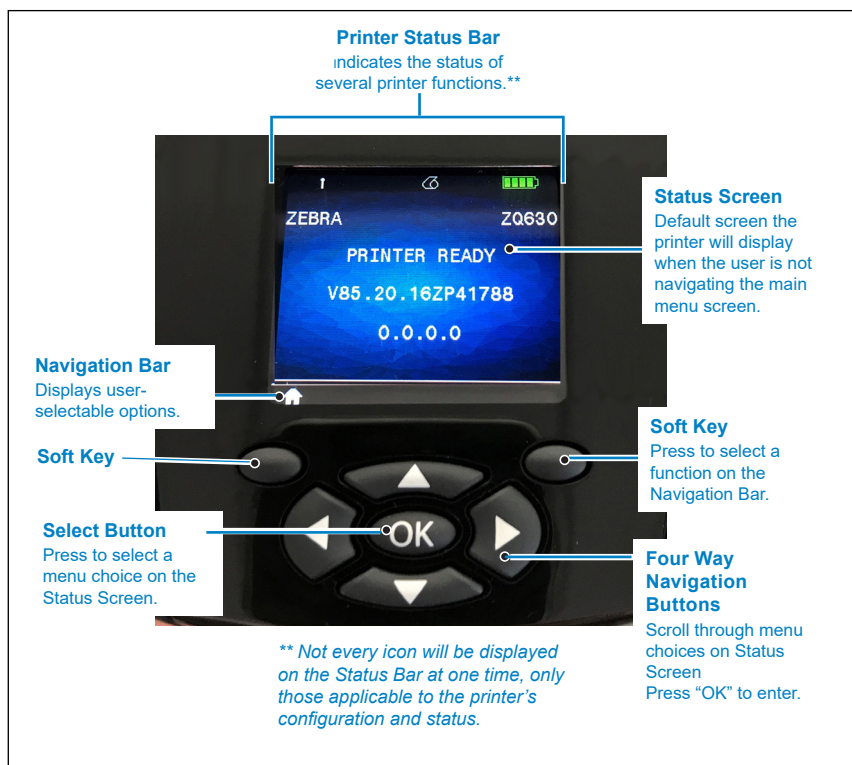 Printer Status Bar
Indicates the status of
several printer functions.**
ZEBRA ZQ630
PRINTER READY
V85.20.16ZP41788
0.0.0.0
Status Screen
Default screen the
printer will display
when the user is not
navigating the main
menu screen.
Navigation Bar
Displays user-
selectable options.
Soft Key
Soft Key
Press to select a
function on the
Navigation Bar.
Select Button
Press to select a
menu choice on the
Status Screen.
OK
Four Way
Navigation
Buttons
Scroll through menu
choices on Status
Screen
Press “OK” to enter.
** Not every icon will be displayed
on the Status Bar at one time, only
those applicable to the printer’s
configuration and status.